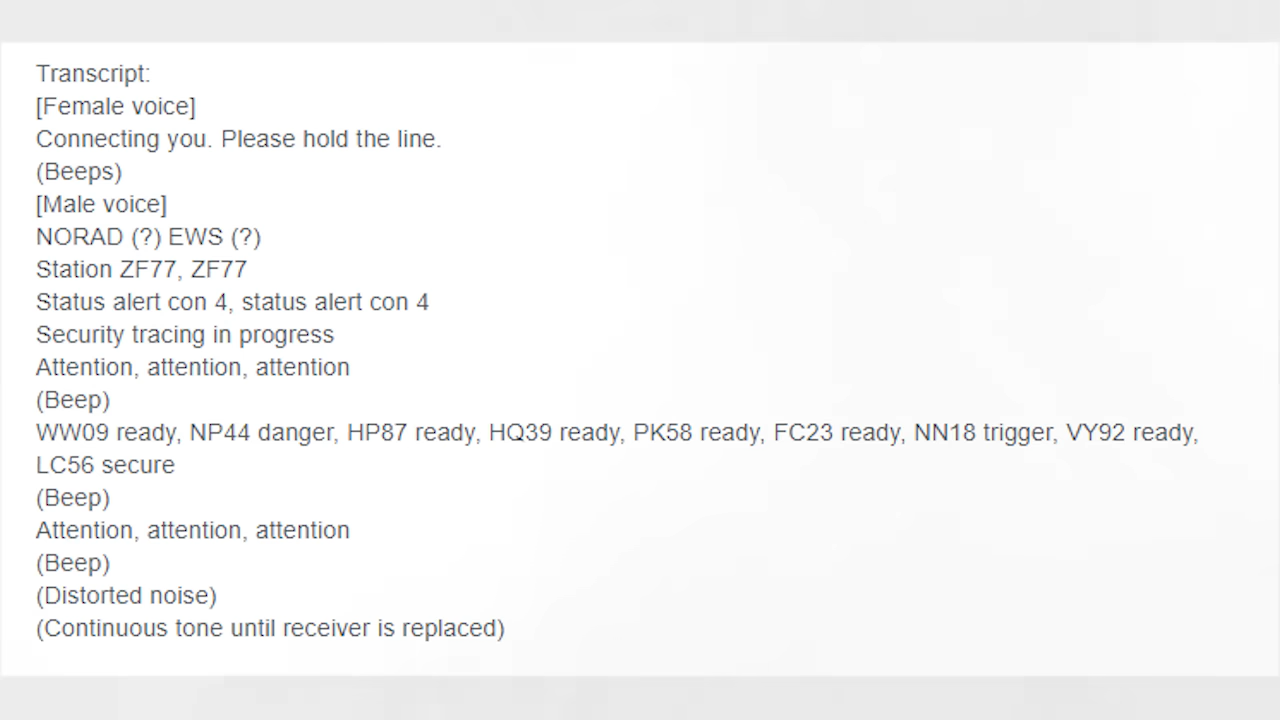 Transcript:
[Female voice]
Connecting you. Please hold the line.
(Beeps)
[Male voice]
NORAD (?) EWS (?)
Station ZF77, ZF77
Status alert con 4, status alert con 4
Security tracing in progress
Attention, attention, attention
(Beep)
WW09 ready, NP44 danger, HP87 ready, HQ39 ready, PK58 ready, FC23 ready, NN18 trigger, VY92 ready,
LC56 secure
(Beep)
Attention, attention, attention
(Beep)
(Distorted noise)
(Continuous tone until receiver is replaced)